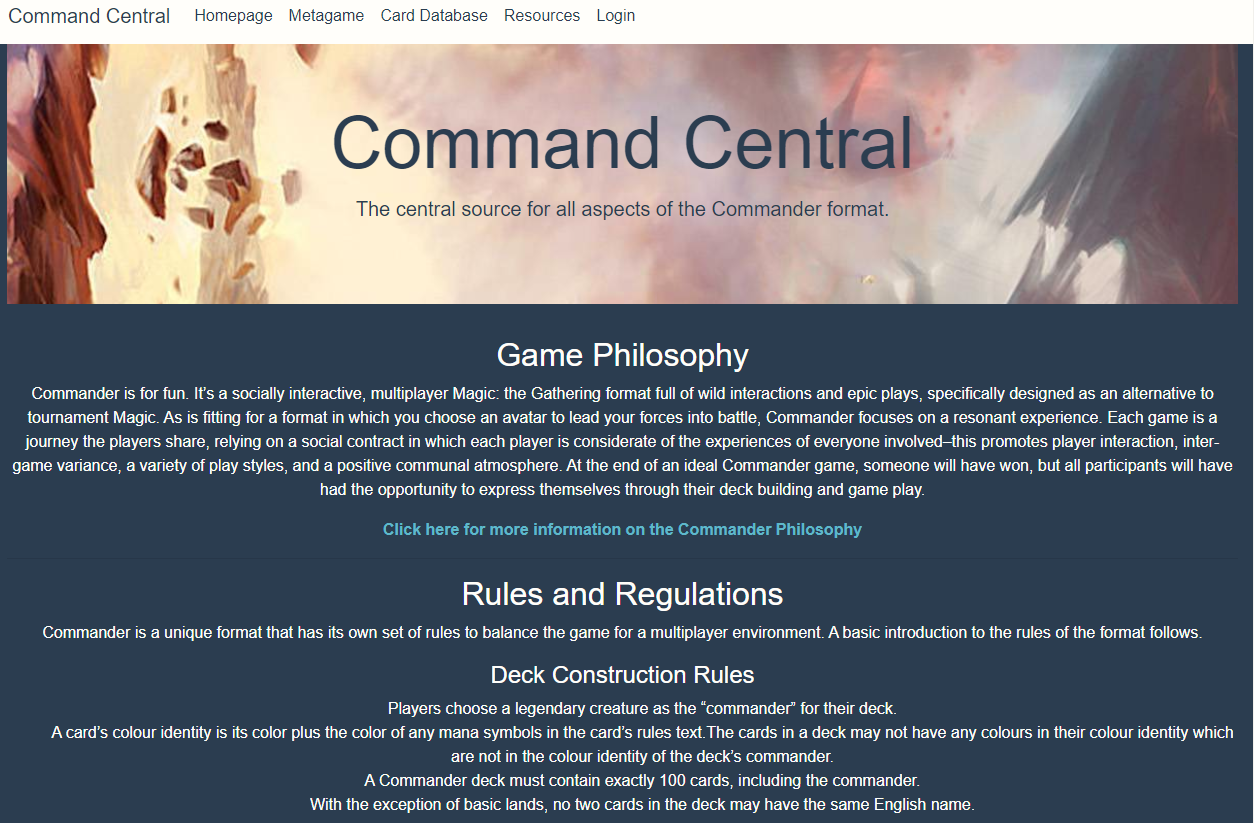 Command Central Homepage Metagame Card Database Resources Login
Command Central
The central source for all aspects of the Commander format.
Game Philosophy
Commander is for fun. It’s a socially interactive, multiplayer Magic: the Gathering format full of wild interactions and epic plays, specifically designed as an alternative to
tournament Magic. As is fitting for a format in which you choose an avatar to lead your forces into battle, Commander focuses on a resonant experience. Each game is a
journey the players share, relying on a social contract in which each player is considerate of the experiences of everyone involved–this promotes player interaction, inter-
game variance, a variety of play styles, and a positive communal atmosphere. At the end of an ideal Commander game, someone will have won, but all participants will have
had the opportunity to express themselves through their deck building and game play.
Click here for more information on the Commander Philosophy
Rules and Regulations
Commander is a unique format that has its own set of rules to balance the game for a multiplayer environment. A basic introduction to the rules of the format follows.
Deck Construction Rules
Players choose a legendary creature as the “commander” for their deck.
A card’s colour identity is its color plus the color of any mana symbols in the card’s rules text.The cards in a deck may not have any colours in their colour identity which
are not in the colour identity of the deck’s commander.
A Commander deck must contain exactly 100 cards, including the commander.
With the exception of basic lands, no two cards in the deck may have the same English name.